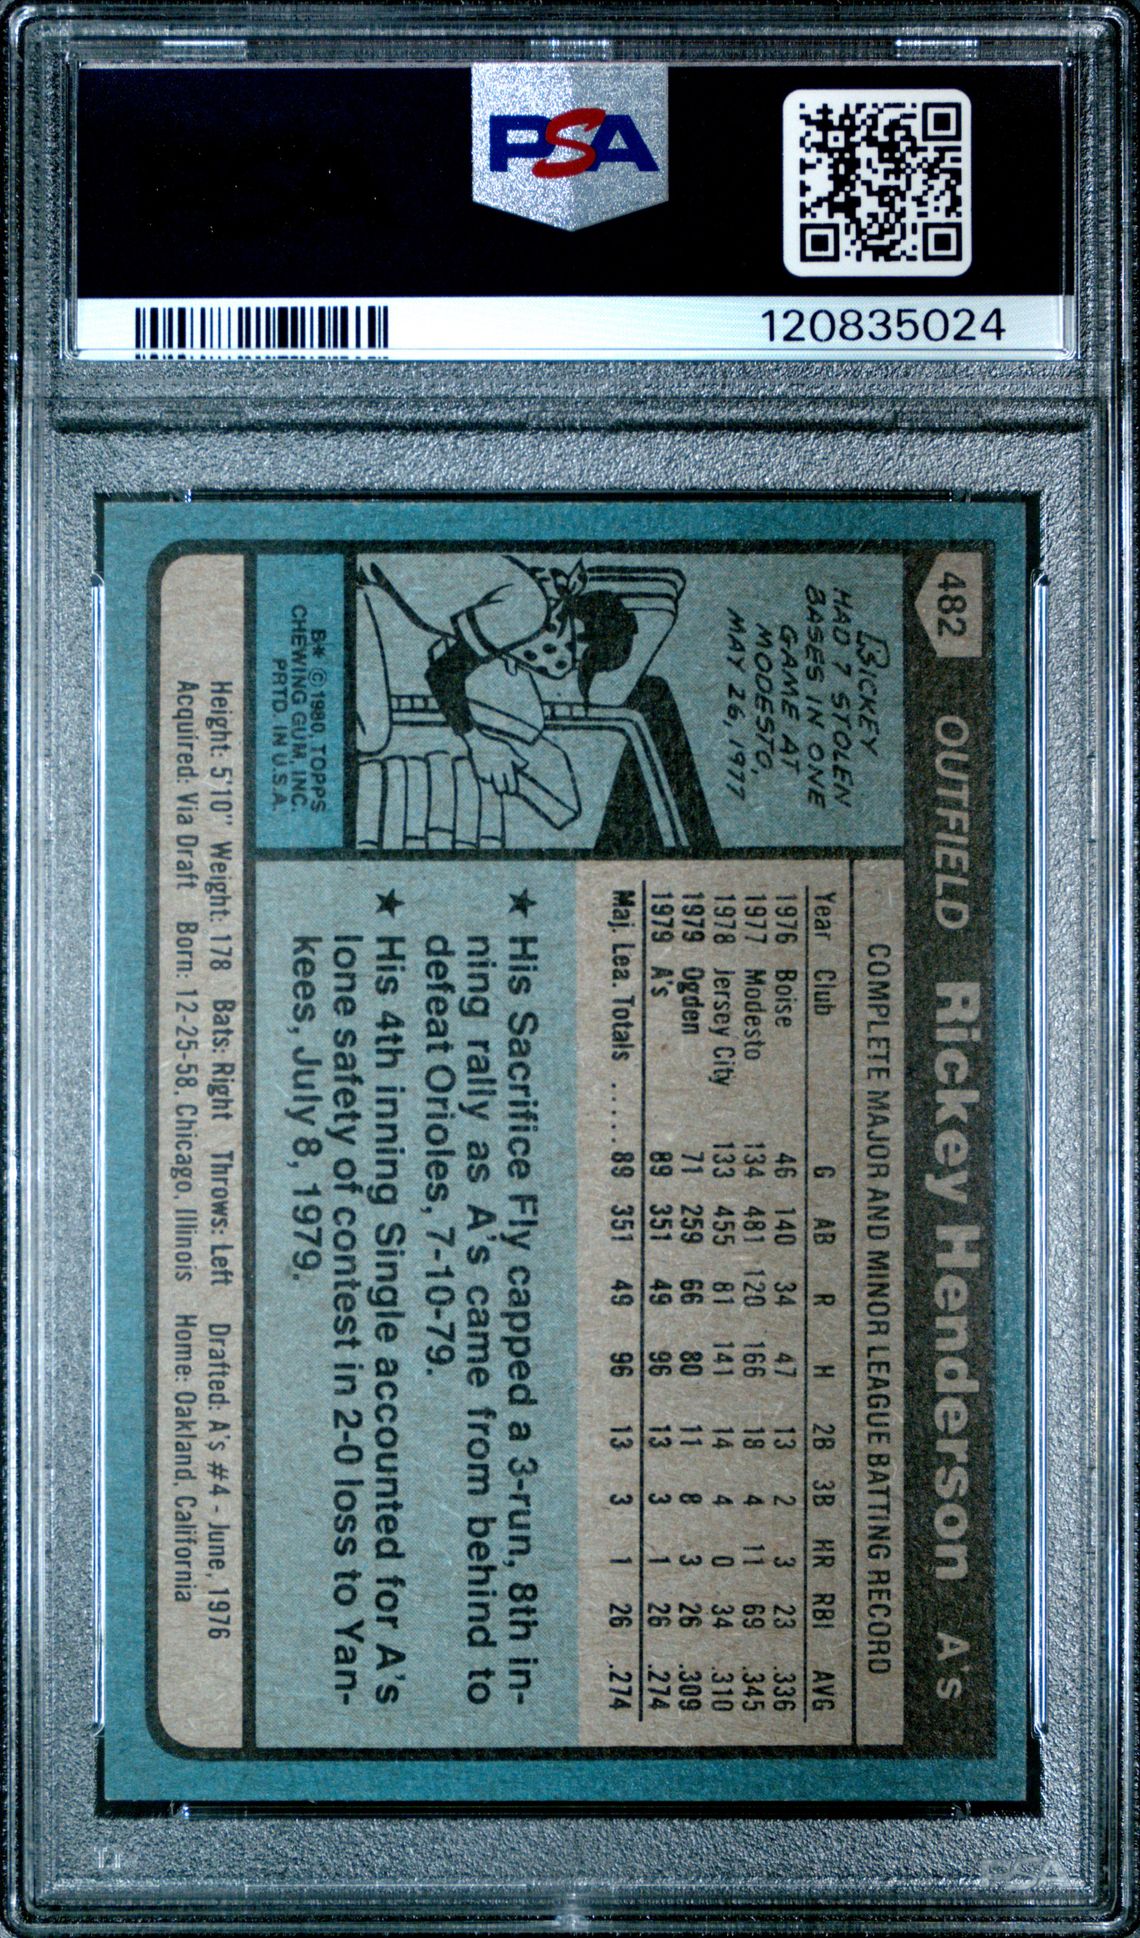 PSA
120835024
482 OUTFIELD Rickey Henderson A's
RICKEY
HAD 7 STOLEN
BASES IN ONE
GAME AT
MODESTO,
MAY 26, 1977
B* © 1980, TOPPS
CHEWING GUM, INC.
PRTD. IN U.S.A.
COMPLETE MAJOR AND MINOR LEAGUE BATTING RECORD
Year Club G AB R H 2B 3B HR RBI AVG
1976 Boise 46 140 34 47 13 2 3 23 .336
1977 Modesto 134 481 120 166 18 4 11 69 .345
1978 Jersey City 133 455 81 141 14 4 0 34 .310
1979 Ogden 71 259 66 80 11 8 3 26 .309
1979 A's 89 351 49 96 13 3 1 26 .274
Maj. Lea. Totals ...... 89 351 49 96 13 3 1 26 .274
★ His Sacrifice Fly capped a 3-run, 8th in-
ning rally as A's came from behind to
defeat Orioles, 7-10-79.
★ His 4th inning Single accounted for A's
lone safety of contest in 2-0 loss to Yan-
kees, July 8, 1979.
Height: 5'10" Weight: 178 Bats: Right Throws: Left Drafted: A's #4 - June, 1976
Acquired: Via Draft Born: 12-25-58, Chicago, Illinois Home: Oakland, California
PSA